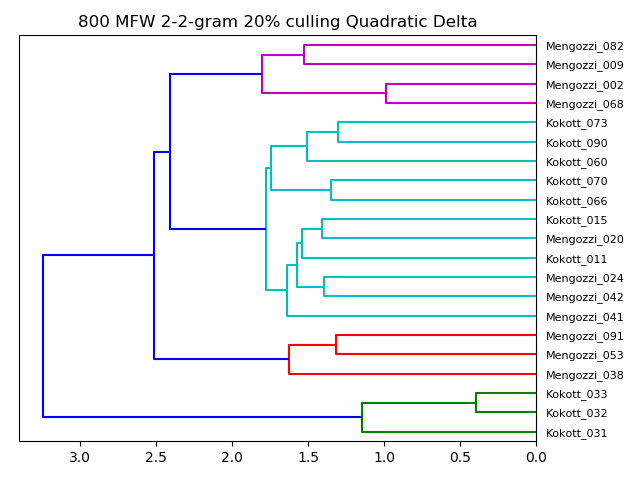 800 MFW 2-2-gram 20% culling Quadratic Delta
Mengozzi_082
Mengozzi_009
Mengozzi_002
Mengozzi_068
Kokott_073
Kokott_090
Kokott_060
Kokott_070
Kokott_066
Kokott_015
Mengozzi_020
Kokott_011
Mengozzi_024
Mengozzi_042
Mengozzi_041
Mengozzi_091
Mengozzi_053
Mengozzi_038
Kokott_033
Kokott_032
Kokott_031
3.0 2.5 2.0 1.5 1.0 0.5 0.0